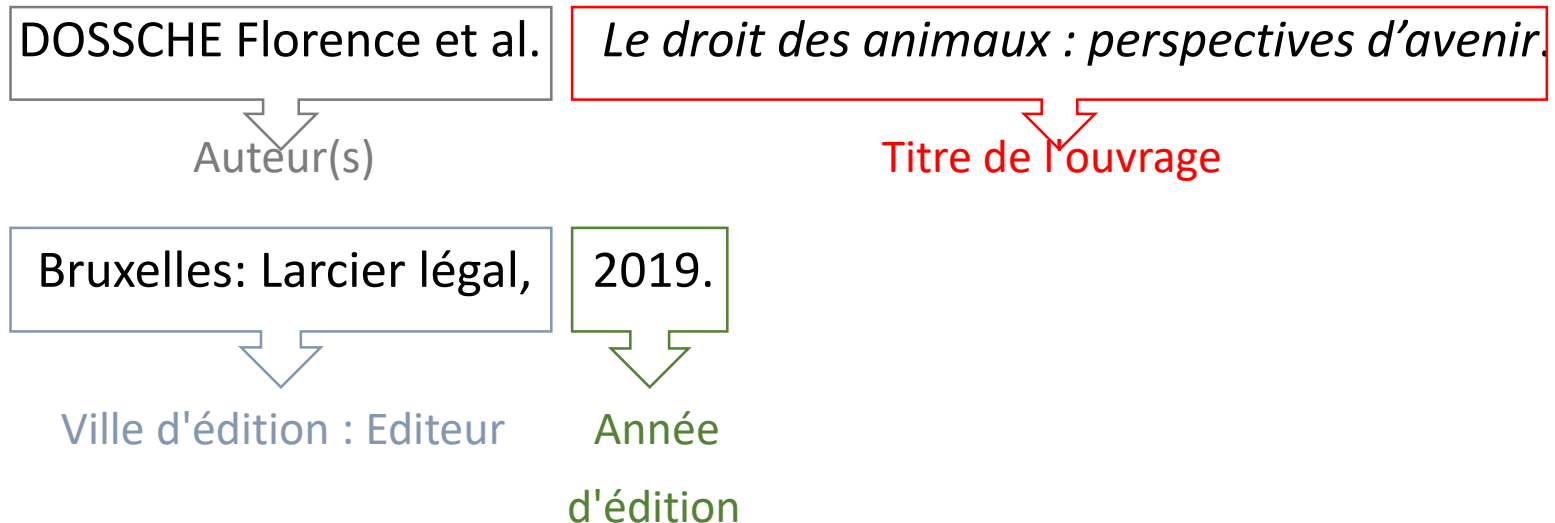 DOSSCHE Florence et al. Le droit des animaux : perspectives d’avenir.
Auteur(s) Titre de l'ouvrage
Bruxelles: Larcier légal, 2019.
Ville d'édition : Editeur Année
d'édition